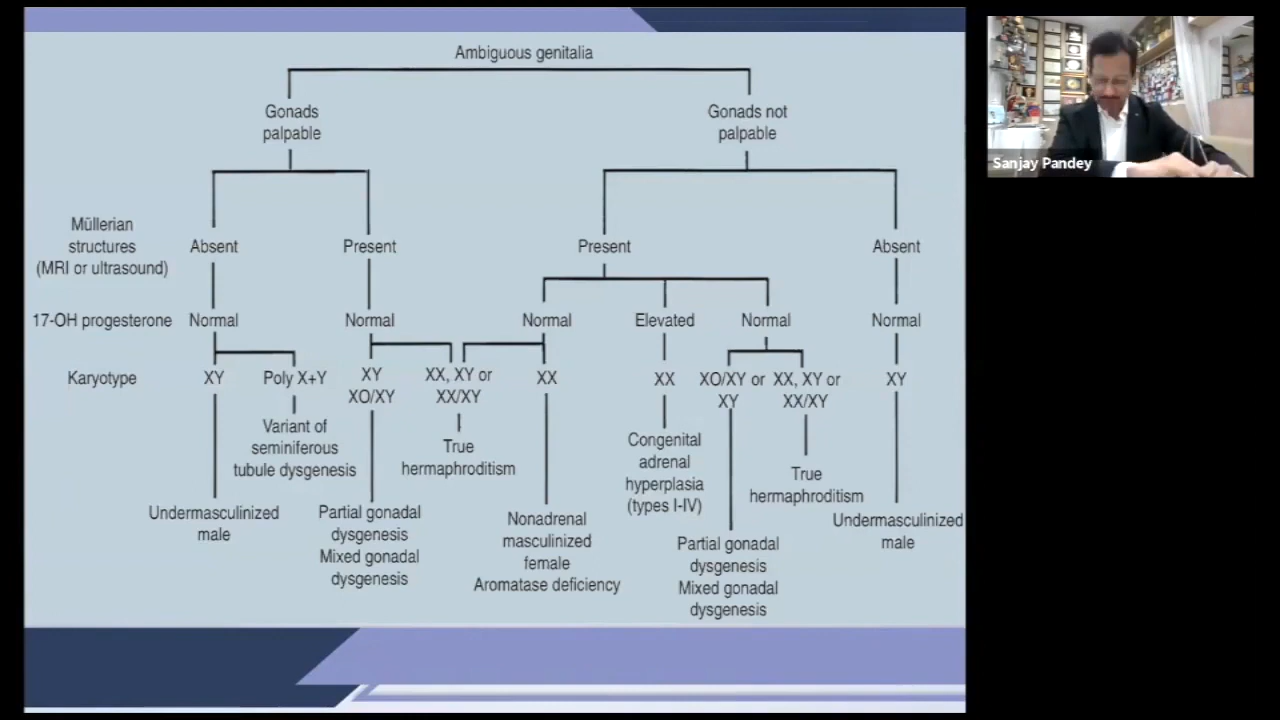 Ambiguous genitalia
Gonads
palpable
Gonads not
palpable
Müllerian
structures
(MRI or ultrasound)
Absent
Present
Present
Absent
17-OH progesterone
Normal
Normal
Normal
Elevated
Normal
Normal
Karyotype
XY
Poly X+Y
XY
XO/XY
XX, XY or
XX/XY
XX
XX
XO/XY or
XY
XX, XY or
XX/XY
XY
Variant of
seminiferous
tubule dysgenesis
True
hermaphroditism
Congenital
adrenal
hyperplasia
(types I-IV)
True
hermaphroditism
Undermasculinized
male
Partial gonadal
dysgenesis
Mixed gonadal
dysgenesis
Nonadrenal
masculinized
female
Aromatase deficiency
Partial gonadal
dysgenesis
Mixed gonadal
dysgenesis
Undermasculinized
male
Sanjay Pandey